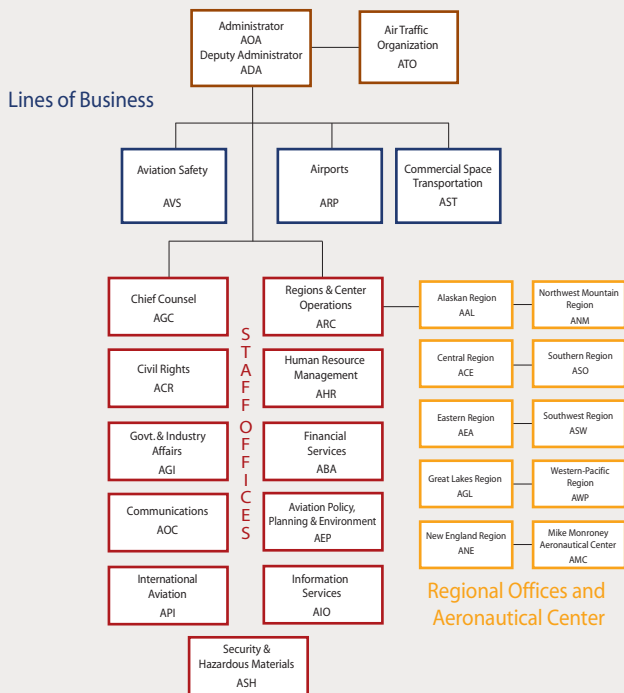 Administrator
AOA
Deputy Administrator
ADA
Air Traffic
Organization
ATO
Lines of Business
Aviation Safety
AVS
Airports
ARP
Commercial Space
Transportation
AST
Chief Counsel
AGC
Regions & Center
Operations
ARC
Alaskan Region
AAL
Northwest Mountain
Region
ANM
STAFF OFFICES
Civil Rights
ACR
Human Resource
Management
AHR
Central Region
ACE
Southern Region
ASO
Govt. & Industry
Affairs
AGI
Financial
Services
ABA
Eastern Region
AEA
Southwest Region
ASW
Communications
AOC
Aviation Policy,
Planning & Environment
AEP
Great Lakes Region
AGL
Western-Pacific
Region
AWP
International
Aviation
API
Information
Services
AIO
New England Region
ANE
Mike Monroney
Aeronautical Center
AMC
Regional Offices and
Aeronautical Center
Security &
Hazardous Materials
ASH